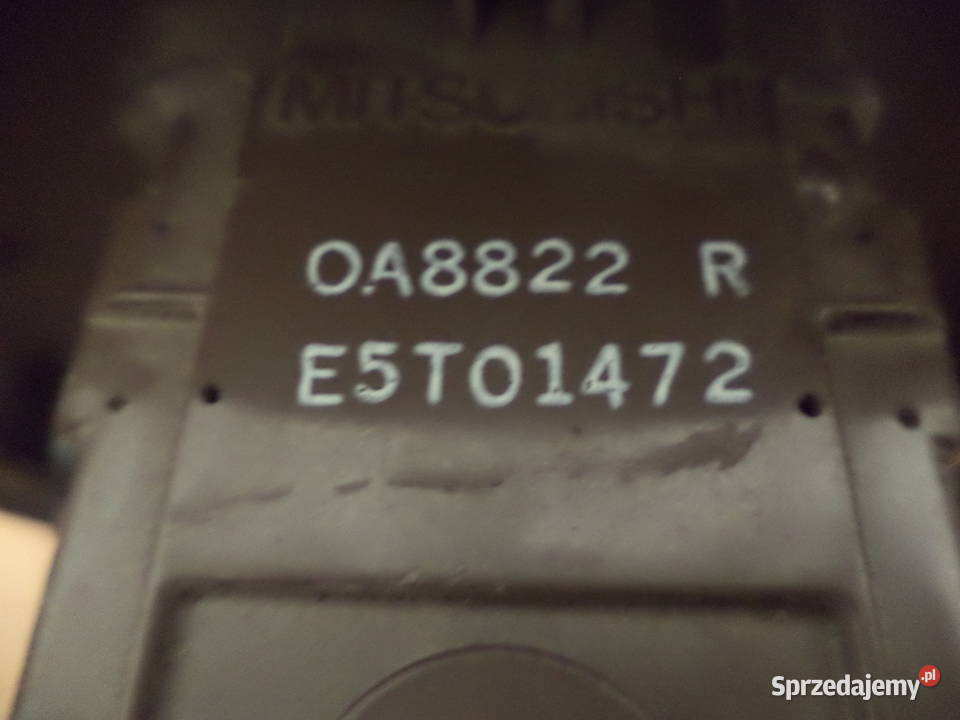 MITSUBISHI
OA8822 R
E5T01472
Sprzedajemy.pl